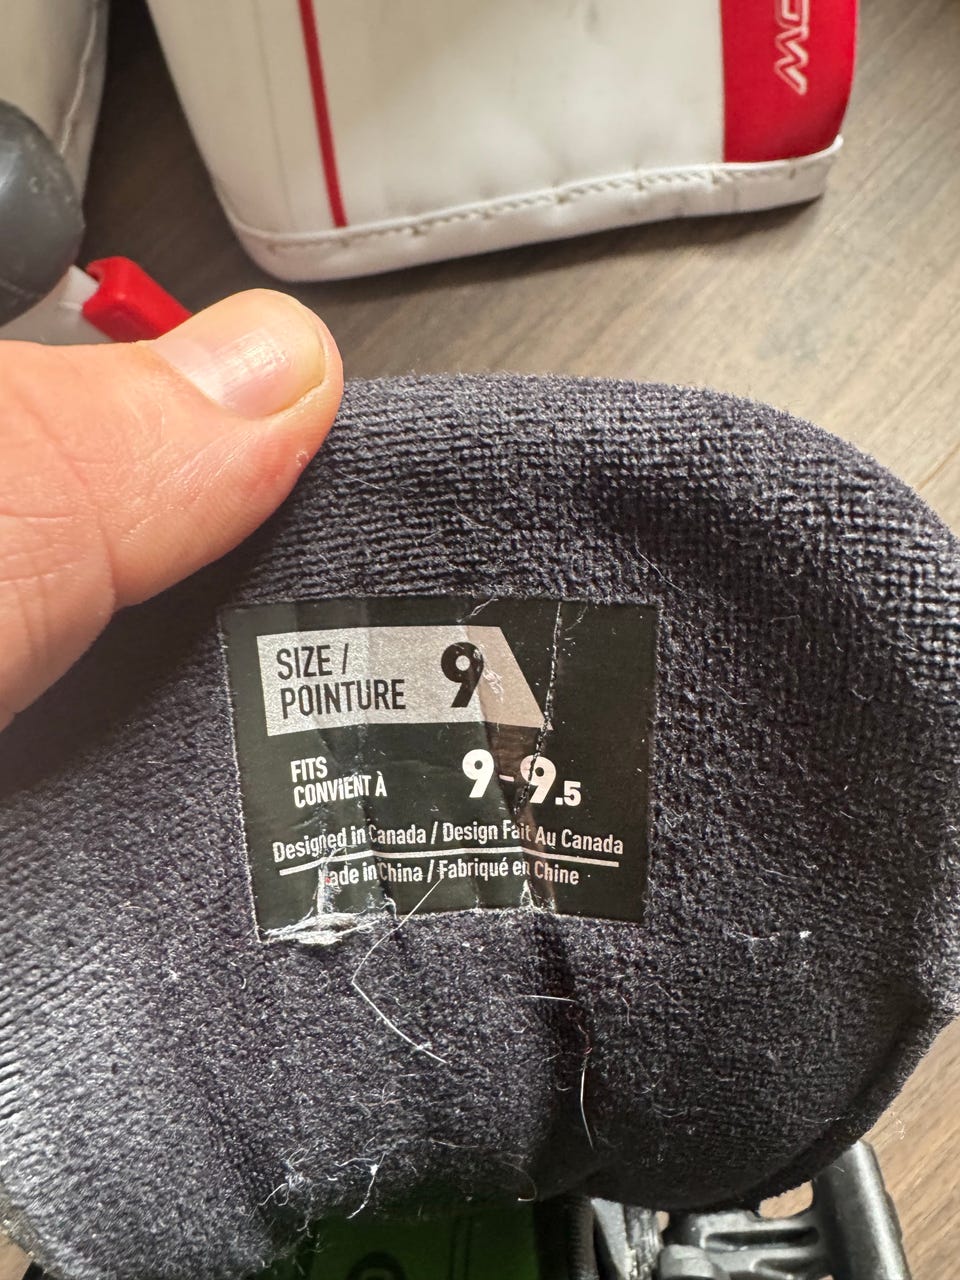 SIZE /
POINTURE 9
FITS
CONVIENT À 9-9.5
Designed in Canada / Design Fait Au Canada
Made in China / Fabriqué en Chine